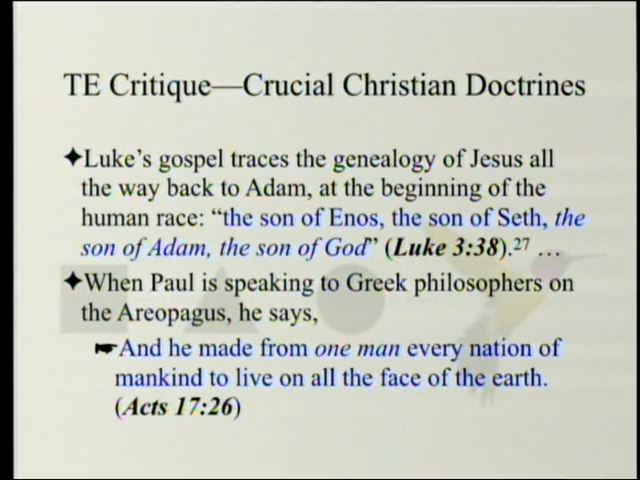 TE Critique—Crucial Christian Doctrines
Luke's gospel traces the genealogy of Jesus all
the way back to Adam, at the beginning of the
human race: “the son of Enos, the son of Seth, the
son of Adam, the son of God” (Luke 3:38).27 …
When Paul is speaking to Greek philosophers on
the Areopagus, he says,
And he made from one man every nation of
mankind to live on all the face of the earth.
(Acts 17:26)